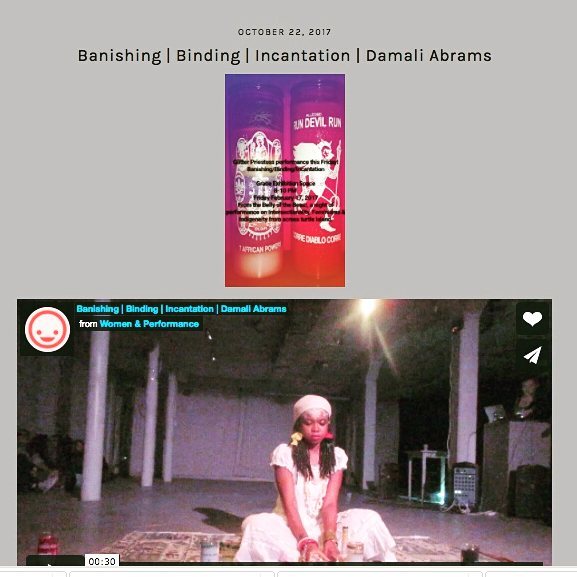 OCTOBER 22, 2017
Banishing | Binding | Incantation | Damali Abrams
ALLEGED
RUN DEVIL RUN
Glitter Priestess performance this Friday!
Banishing/Binding/Incantation
Grace Exhibition Space
8-10 PM
Friday February 17, 2017
From the Belly of the Beast, a night of
performance on Intersectionality, Feminisms &
Indigeneity from across turtle island.
7 AFRICAN POWERS
CORRE DIABLO CORRE
Banishing | Binding | Incantation | Damali Abrams
from Women & Performance
00:30